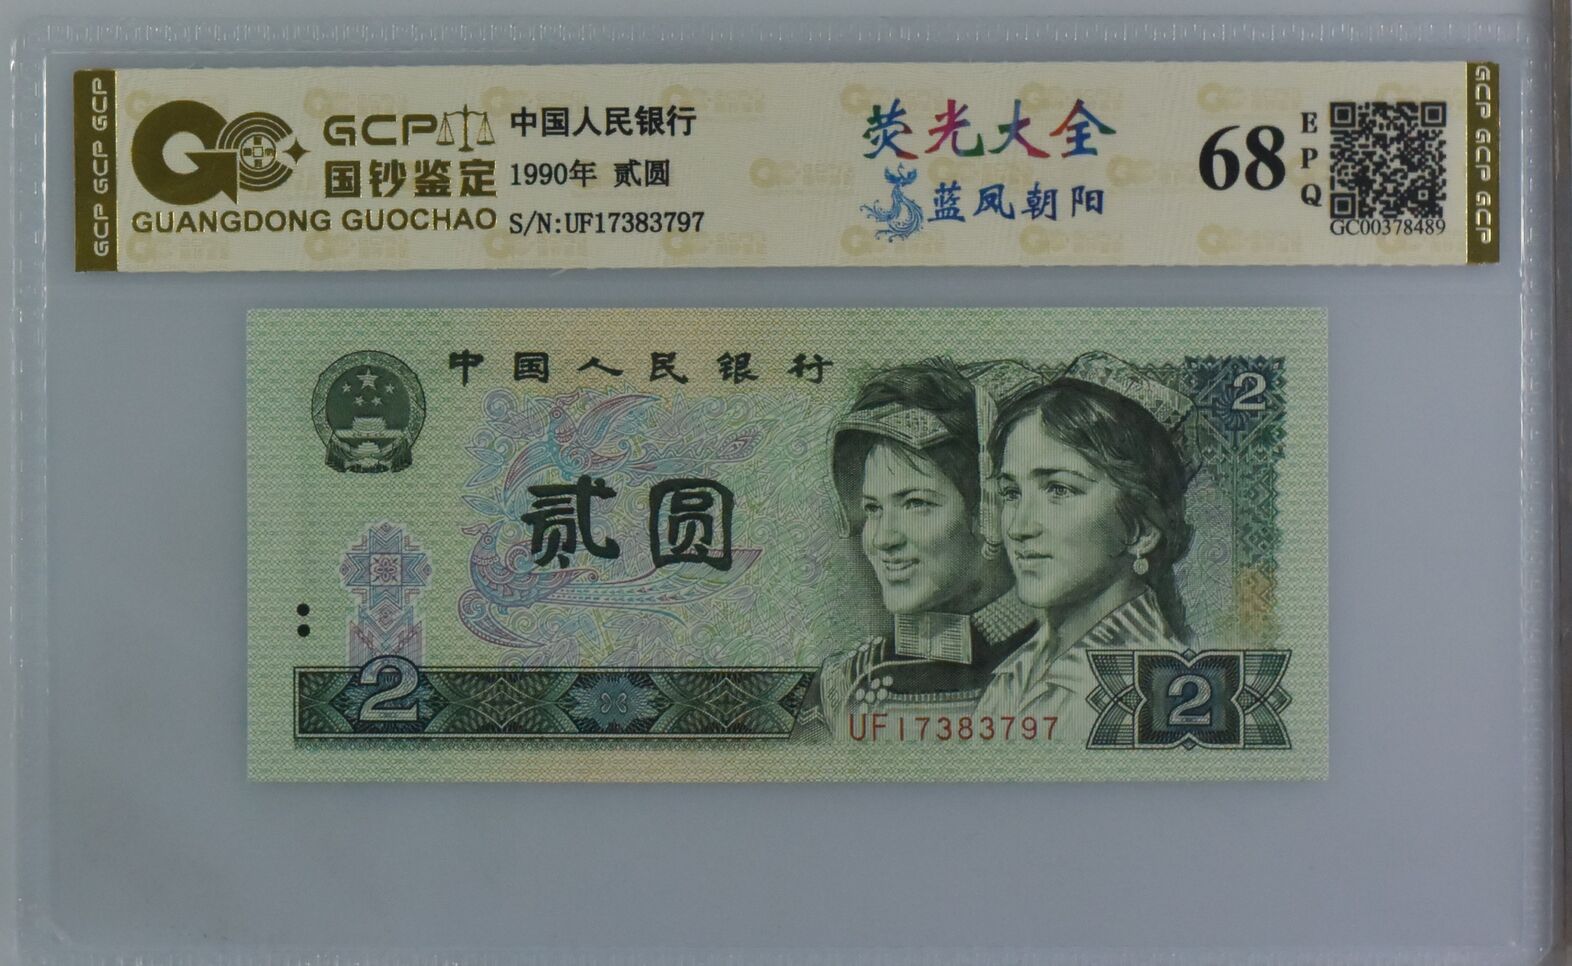 GCP GCP GCP
GCP
国钞鉴定
GUANGDONG GUOCHAO
中国人民银行
1990年 贰圆
S/N:UF17383797
荧光大全
蓝凤朝阳
68
EPQ
GC00378489
GCP GCP GCP GCP
中国人民银行
2
贰圆
2
UF17383797
2